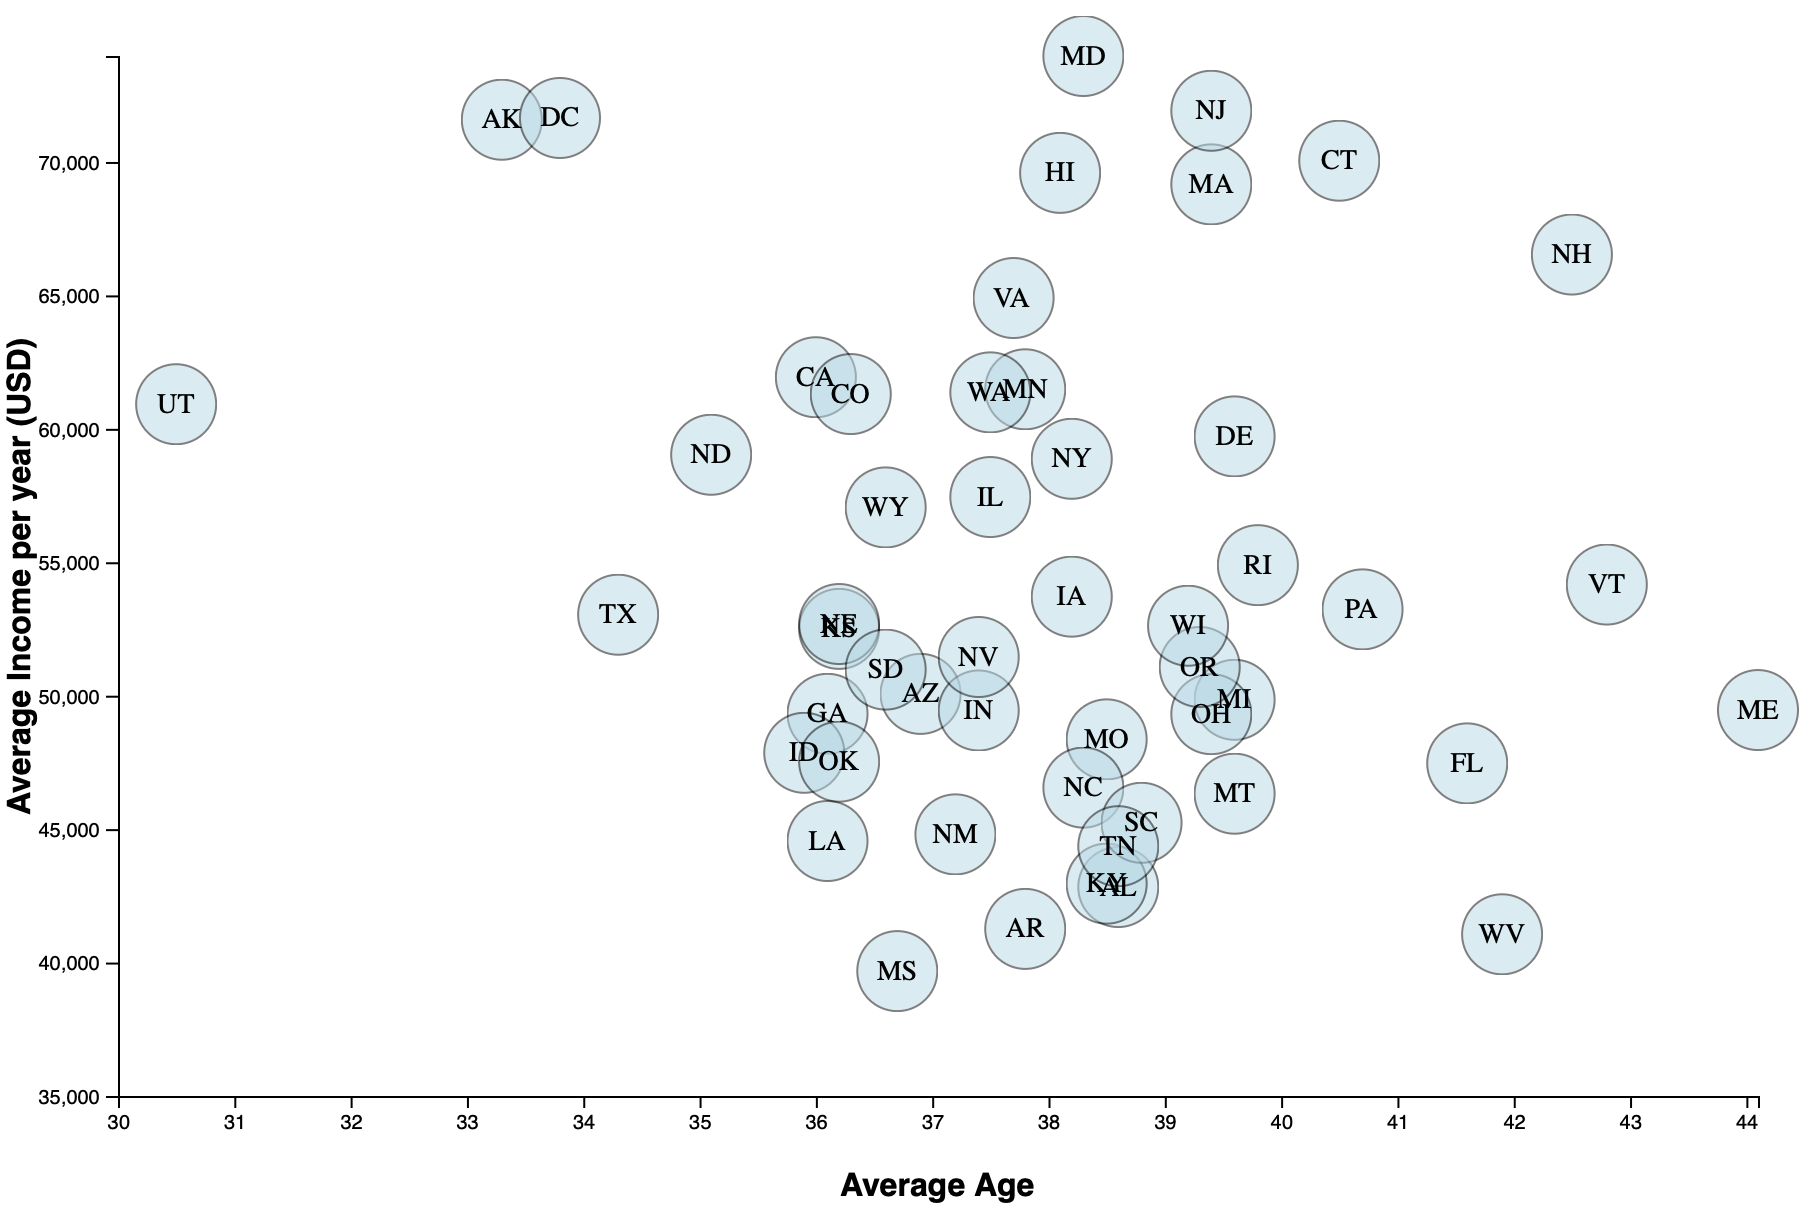 MD
NJ
AK
DC
CT
70,000
HI
MA
NH
65,000
VA
CA
CO
WA
MN
UT
60,000
DE
ND
NY
WY
IL
55,000
RI
IA
VT
TX
PA
NE
KS
WI
SD
NV
OR
50,000
AZ
MI
GA
IN
OH
ME
ID
OK
MO
FL
NC
MT
45,000
SC
LA
NM
TN
KY
AL
AR
WV
40,000
MS
35,000
30 31 32 33 34 35 36 37 38 39 40 41 42 43 44
Average Age
Average Income per year (USD)